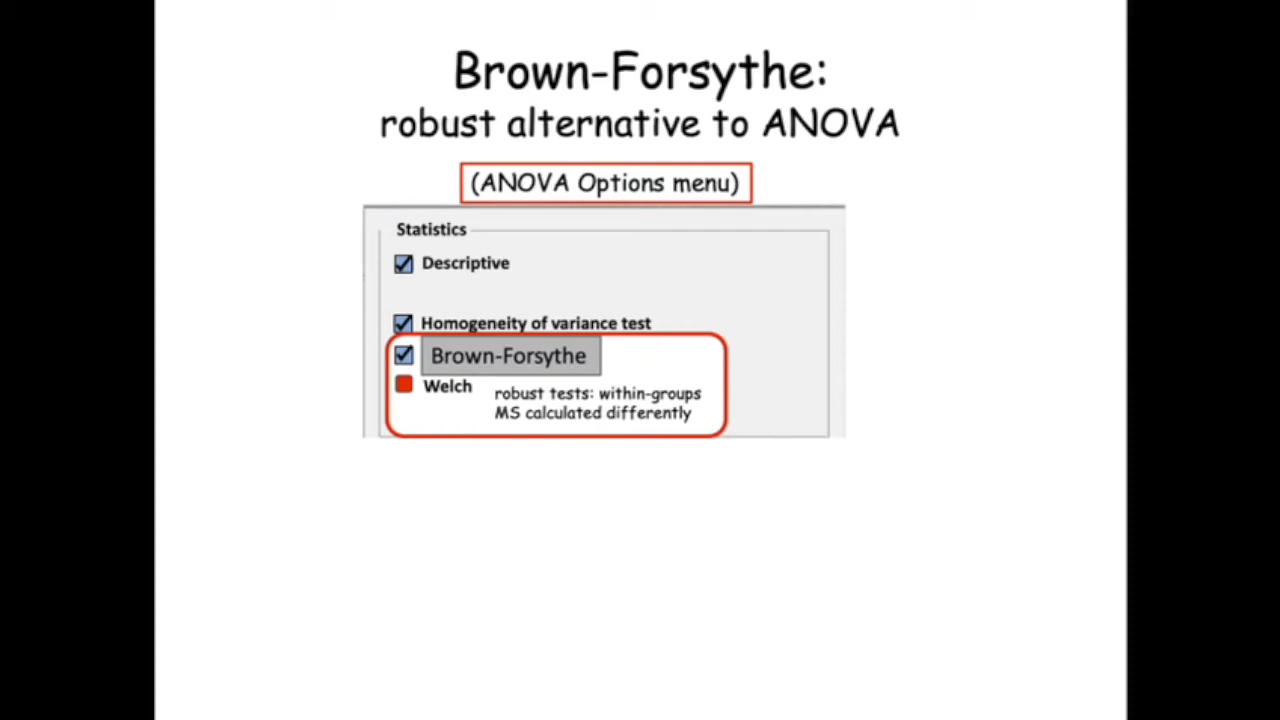 Brown-Forsythe:
robust alternative to ANOVA
(ANOVA Options menu)
Statistics
Descriptive
Homogeneity of variance test
Brown-Forsythe
Welch
robust tests: within-groups
MS calculated differently